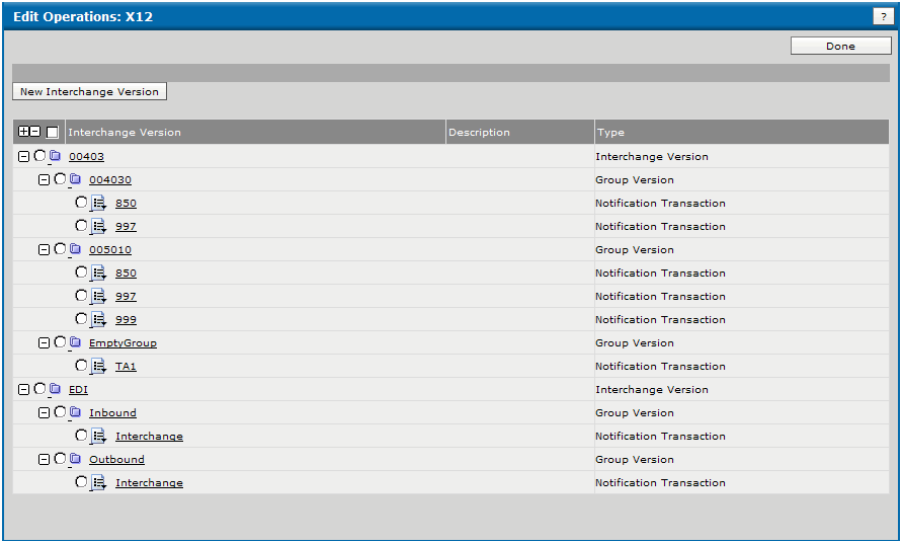 Edit Operations: X12
?
Done
New Interchange Version
Interchange Version Description Type
00403 Interchange Version
004030 Group Version
850 Notification Transaction
997 Notification Transaction
005010 Group Version
850 Notification Transaction
997 Notification Transaction
999 Notification Transaction
EmptyGroup Group Version
TA1 Notification Transaction
EDI Interchange Version
Inbound Group Version
Interchange Notification Transaction
Outbound Group Version
Interchange Notification Transaction